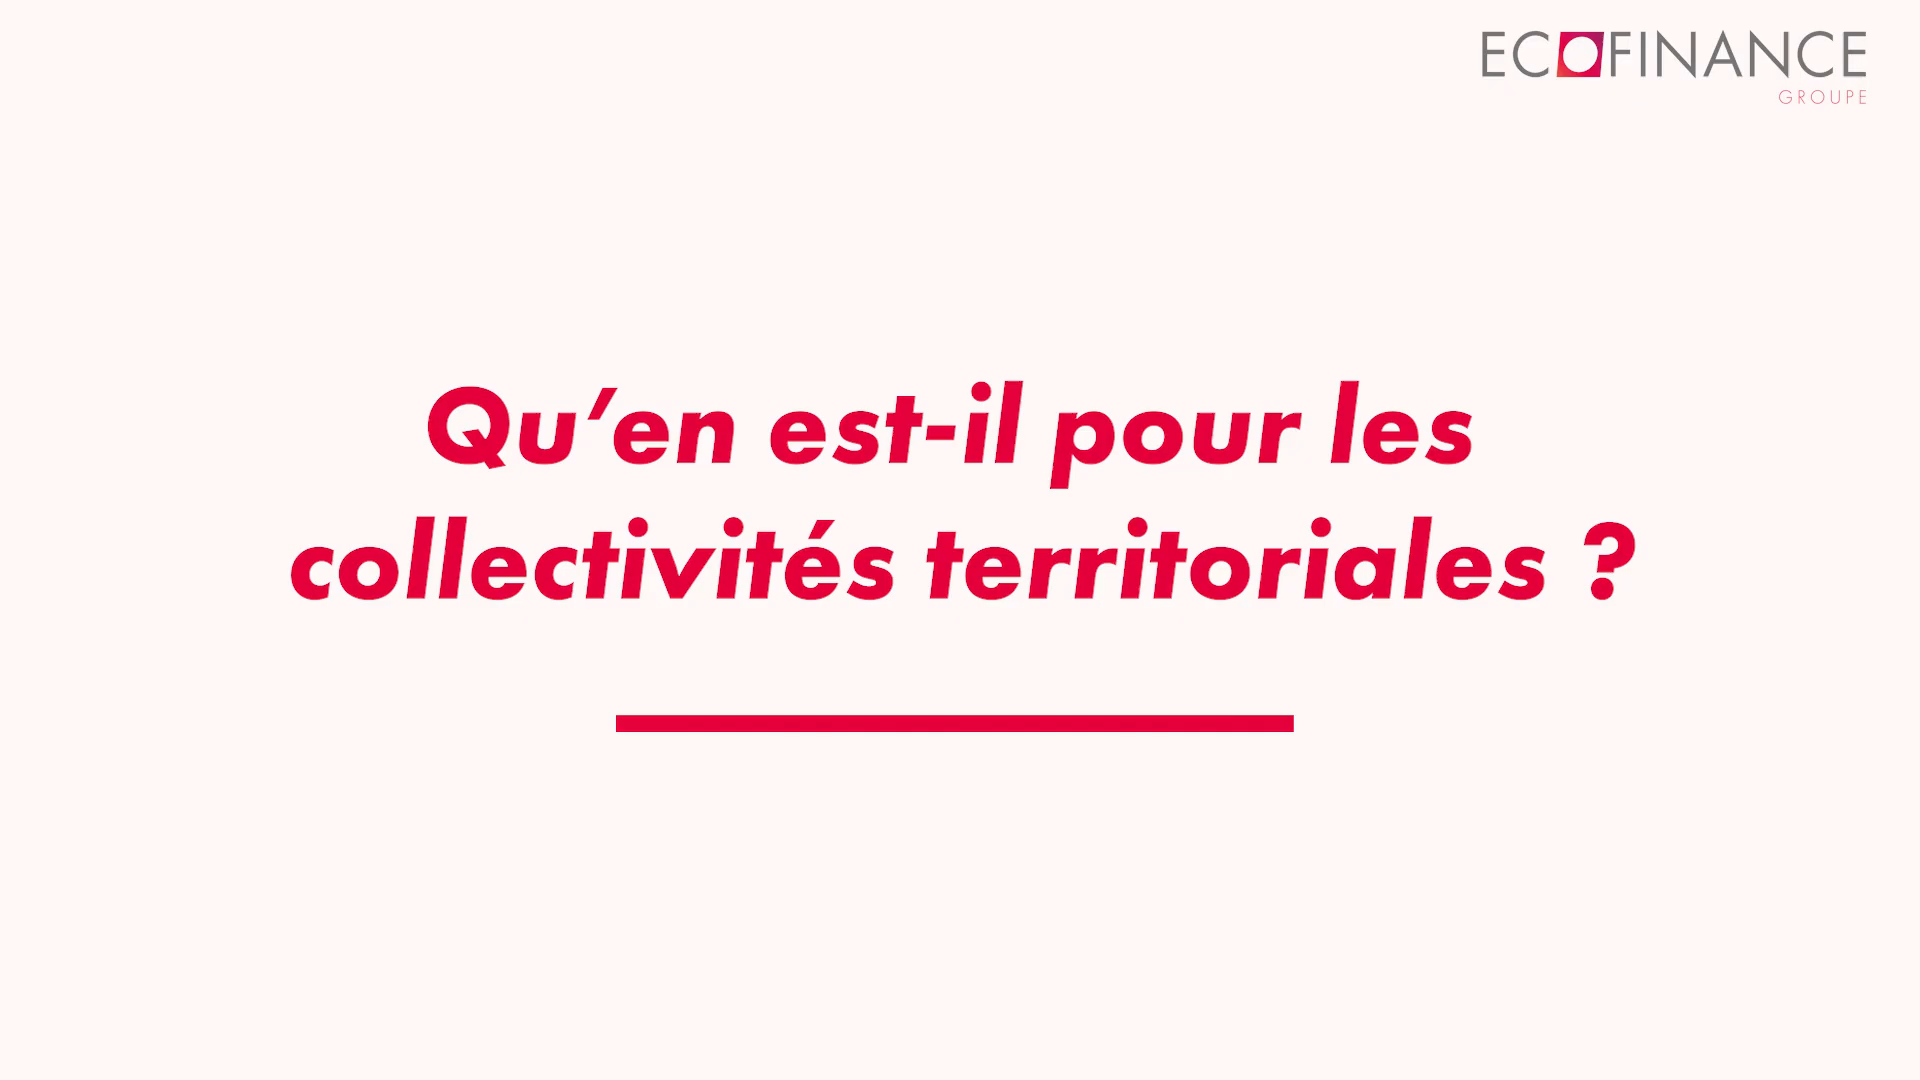 ECOFINANCE
GROUPE
Qu’en est-il pour les
collectivités territoriales ?